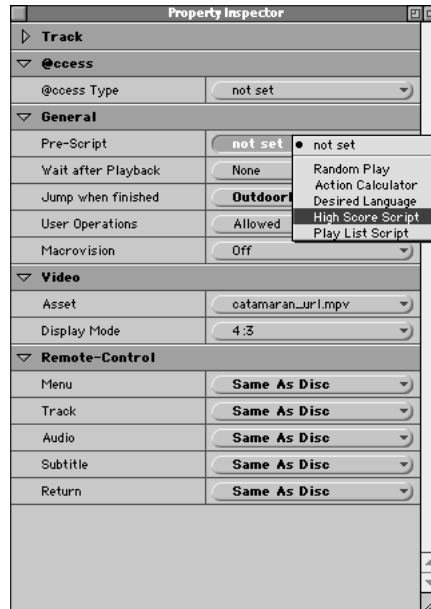 Property Inspector
Track
@ccess
@ccess Type not set
General
Pre-Script not set • not set
Wait after Playback None Random Play
Action Calculator
Jump when finished Outdoor Desired Language
User Operations Allowed High Score Script
Play List Script
Macrovision Off
Video
Asset catamaran_url.mpv
Display Mode 4:3
Remote-Control
Menu Same As Disc
Track Same As Disc
Audio Same As Disc
Subtitle Same As Disc
Return Same As Disc